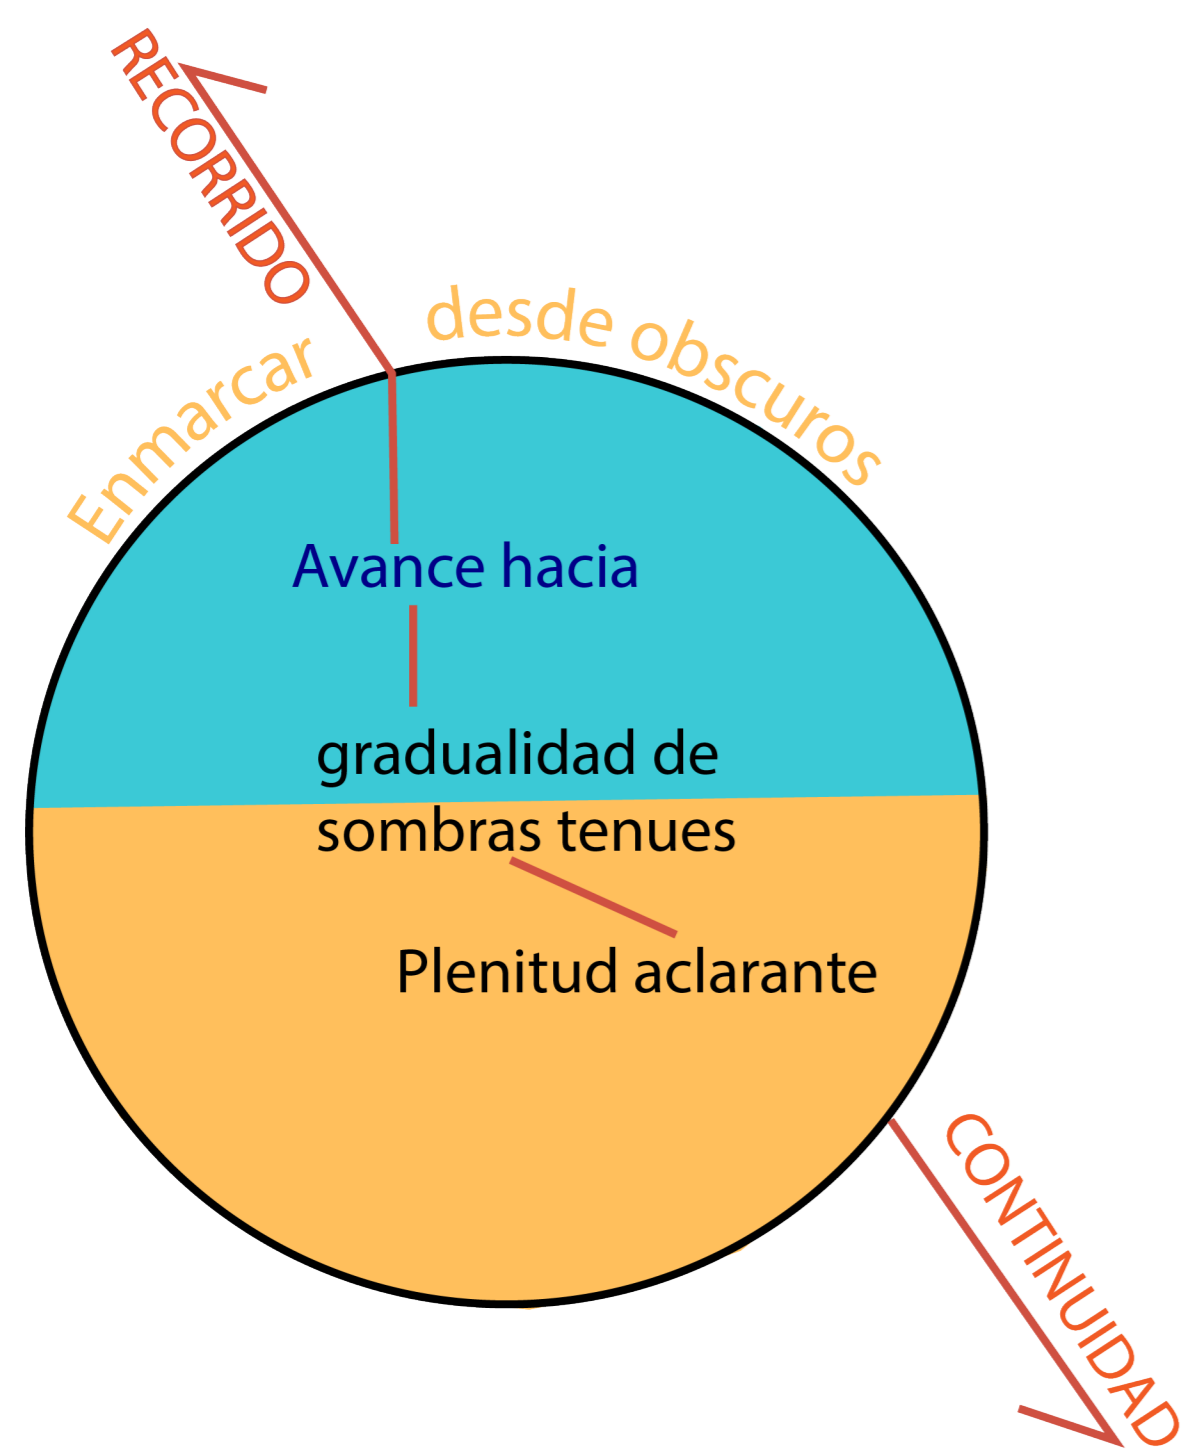 RECORRIDO
Enmarcar desde obscuros
Avance hacia
gradualidad de
sombras tenues
Plenitud aclarante
CONTINUIDAD